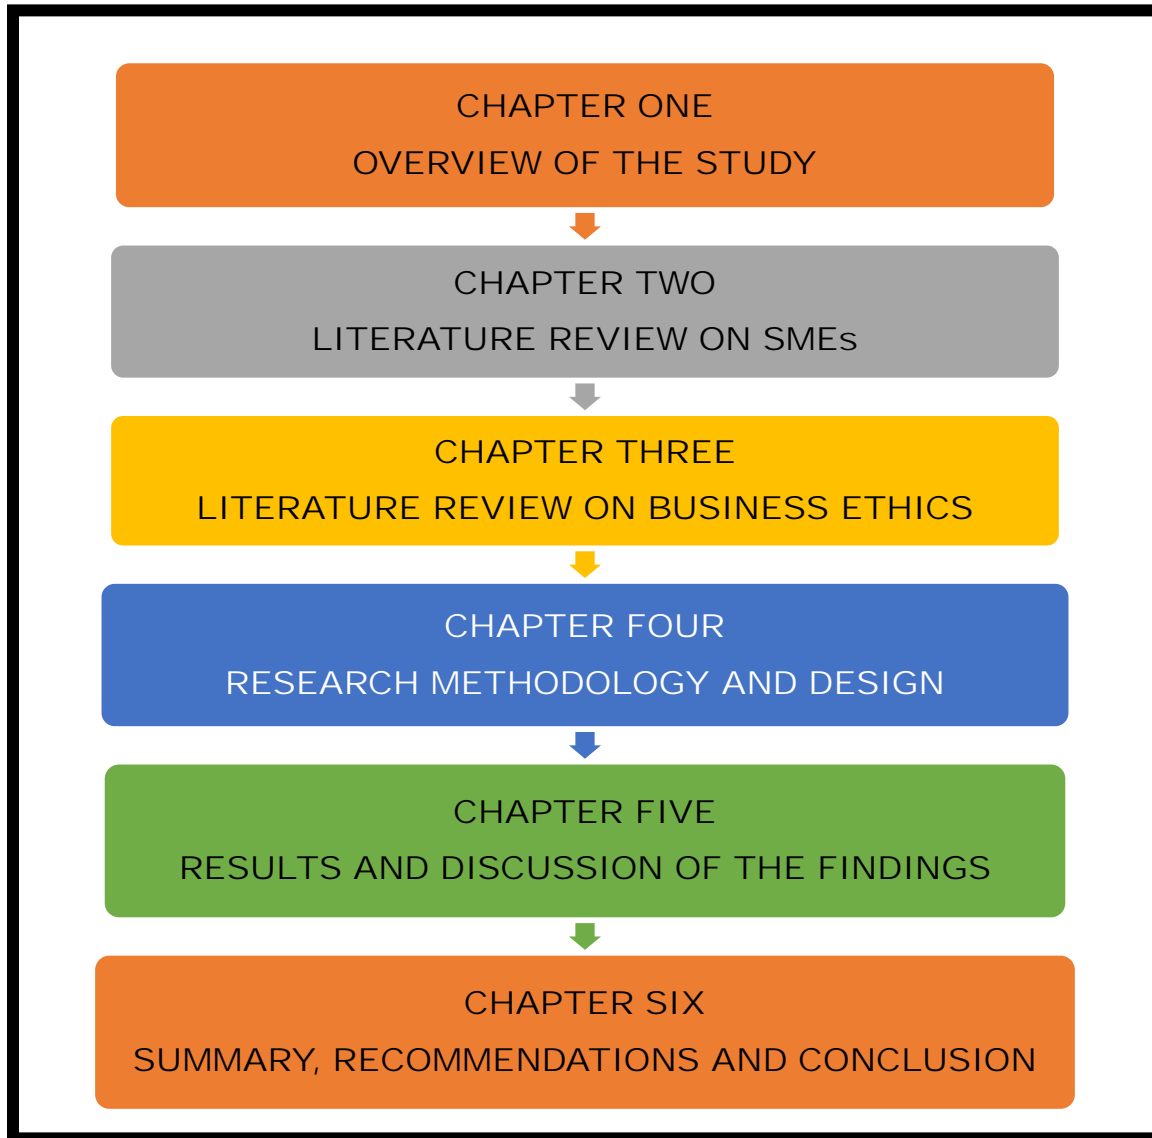 CHAPTER ONE
OVERVIEW OF THE STUDY
CHAPTER TWO
LITERATURE REVIEW ON SMEs
CHAPTER THREE
LITERATURE REVIEW ON BUSINESS ETHICS
CHAPTER FOUR
RESEARCH METHODOLOGY AND DESIGN
CHAPTER FIVE
RESULTS AND DISCUSSION OF THE FINDINGS
CHAPTER SIX
SUMMARY, RECOMMENDATIONS AND CONCLUSION